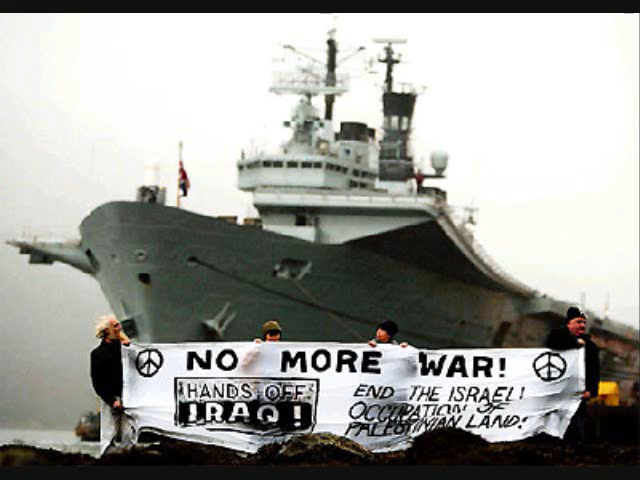 NO MORE WAR!
HANDS OFF
IRAQ!
END THE ISRAELI
OCCUPATION OF
PALESTINIAN LAND!